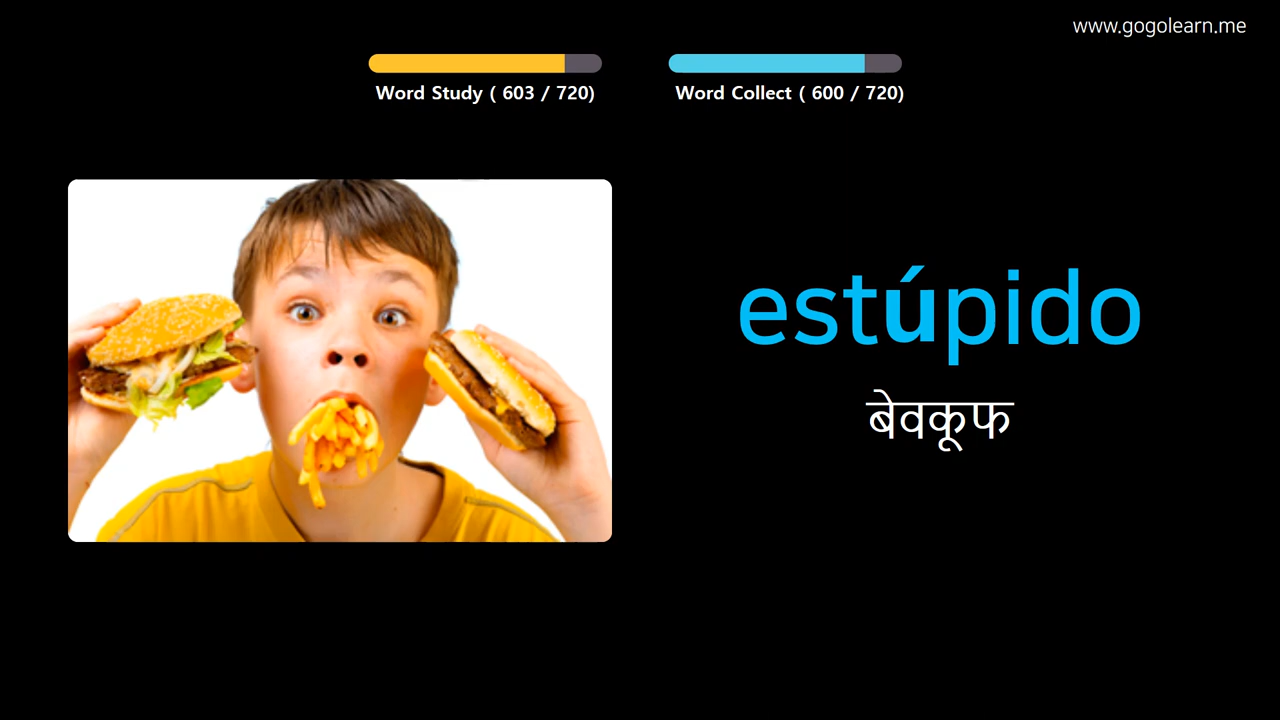 www.gogolearn.me
Word Study ( 603 / 720)
Word Collect ( 600 / 720)
estúpido
बेवकूफ